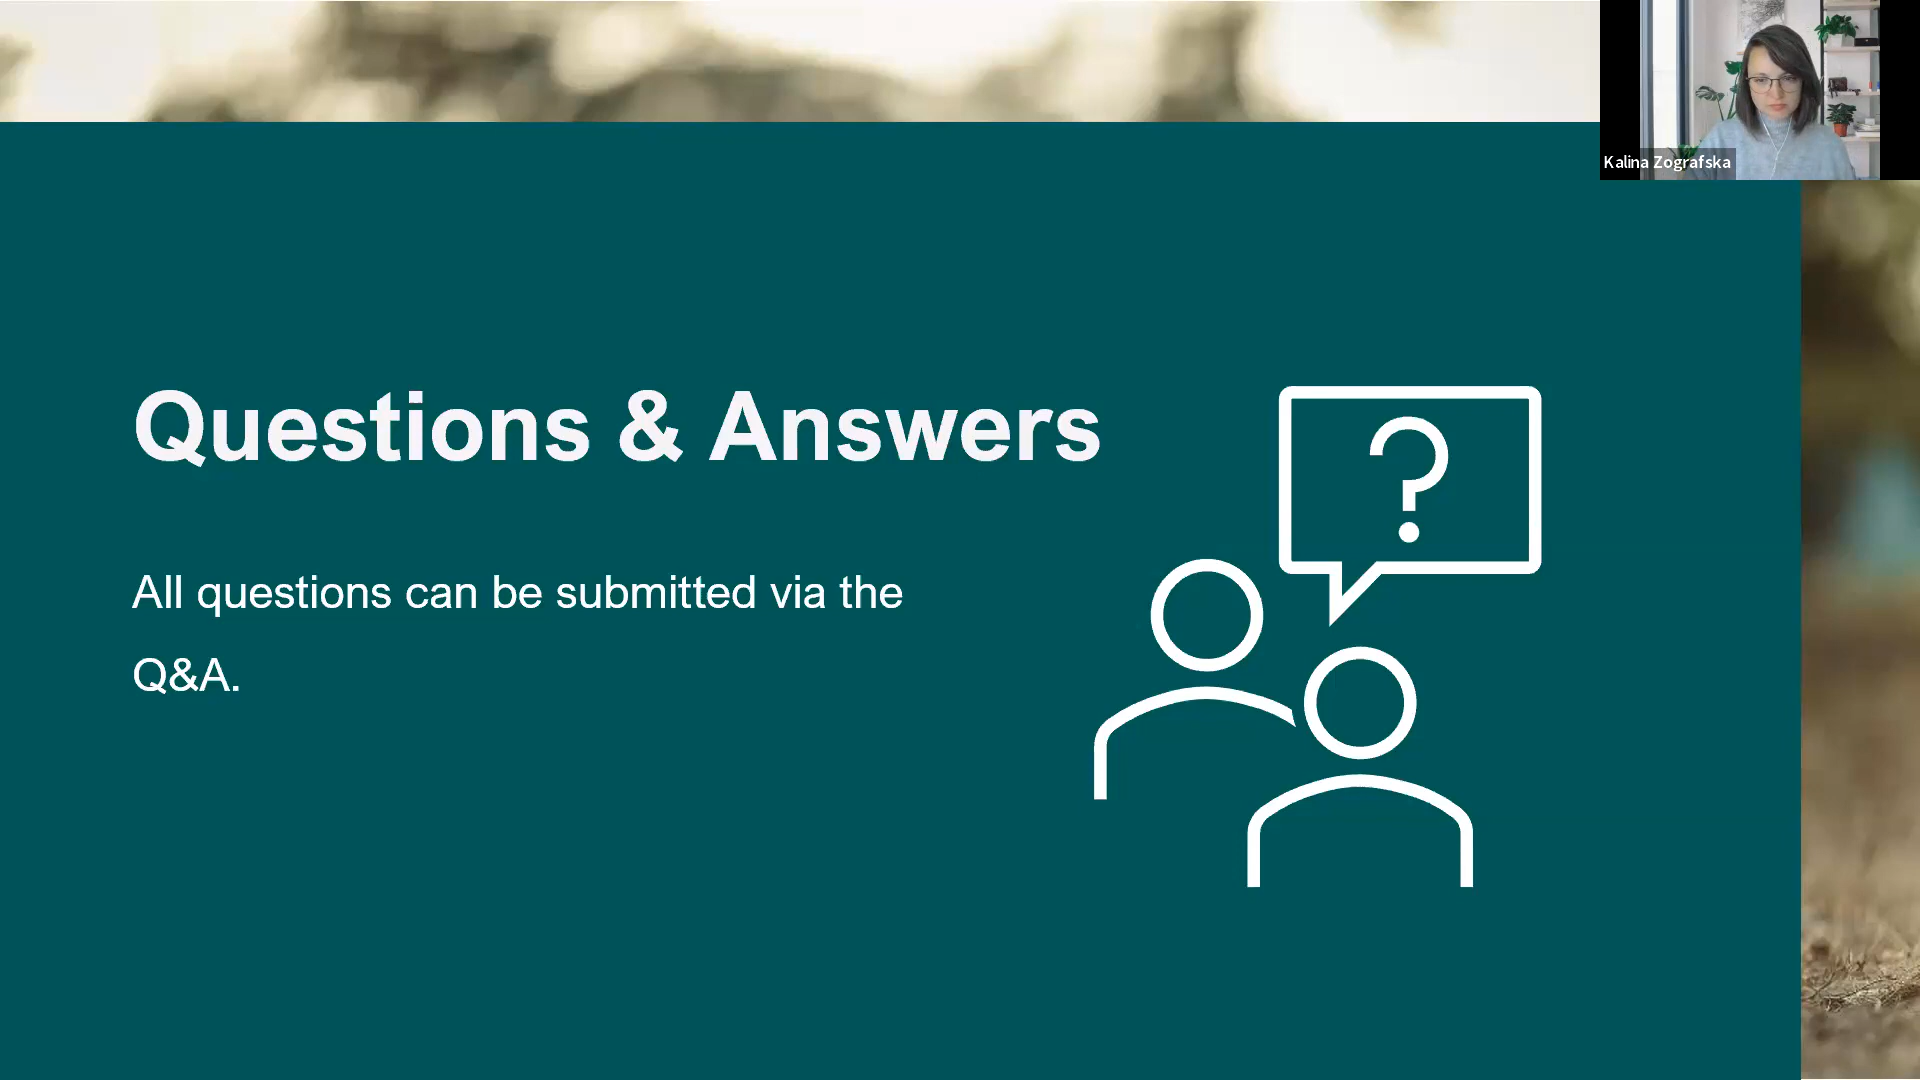 Kalina Zografska
Questions & Answers
?
All questions can be submitted via the
Q&A.